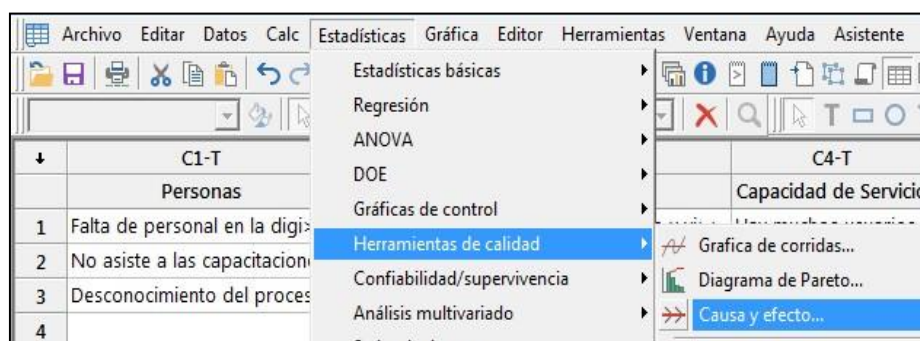 Archivo Editar Datos Calc Estadísticas Gráfica Editor Herramientas Ventana Ayuda Asistente
Estadísticas básicas
Regresión
ANOVA
DOE
Gráficas de control
Herramientas de calidad
Confiabilidad/supervivencia
Análisis multivariado
Grafica de corridas...
Diagrama de Pareto...
Causa y efecto...
C1-T C4-T
Personas Capacidad de Servicio
1 Falta de personal en la digi
2 No asiste a las capacitacion
3 Desconocimiento del proces
4